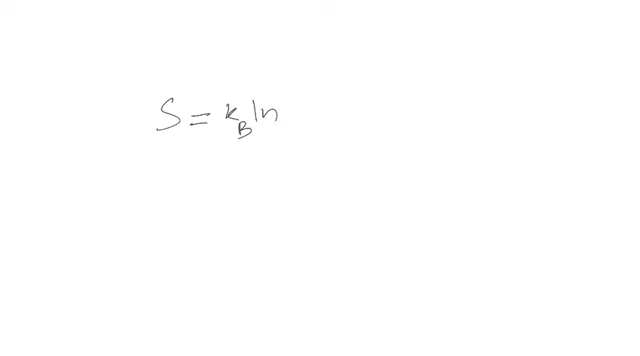 S = k_B ln